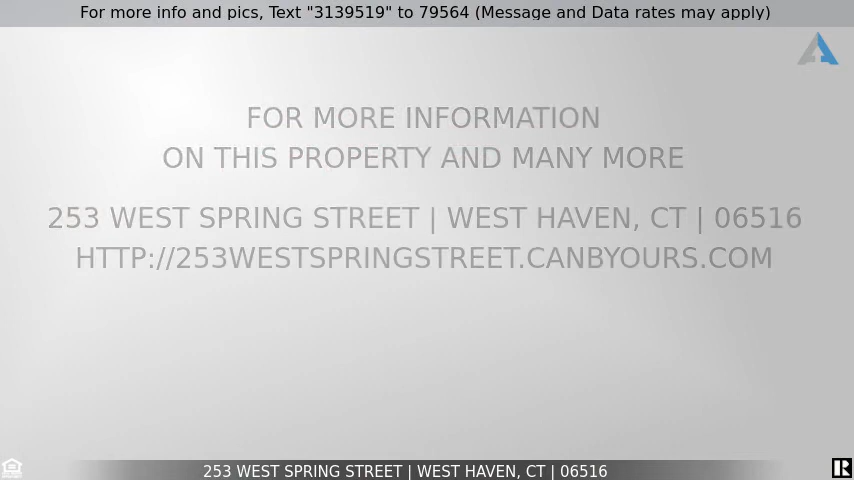 For more info and pics, Text "3139519" to 79564 (Message and Data rates may apply)
FOR MORE INFORMATION
ON THIS PROPERTY AND MANY MORE
253 WEST SPRING STREET | WEST HAVEN, CT | 06516
HTTP://253WESTSPRINGSTREET.CANBYOURS.COM
253 WEST SPRING STREET | WEST HAVEN, CT | 06516